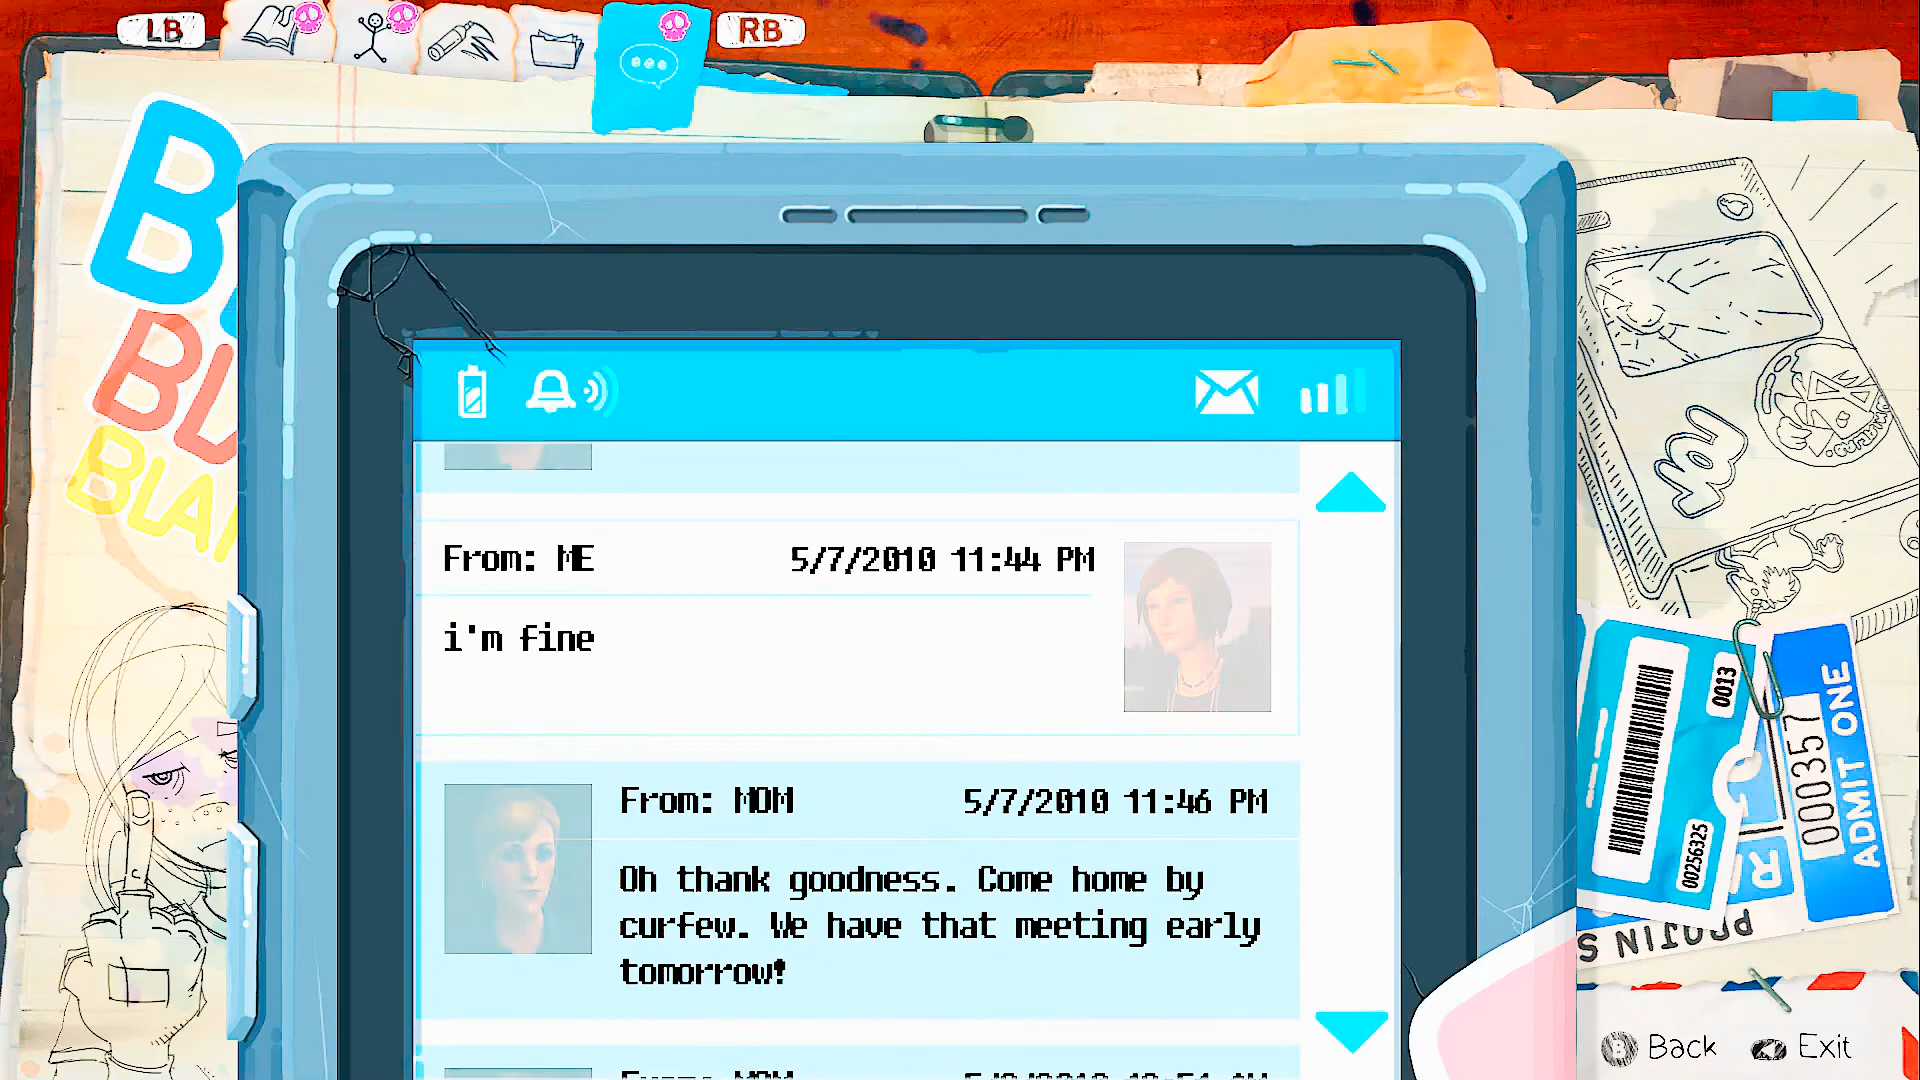 LB
RB
From: ME
5/7/2010 11:44 PM
i'm fine
From: MOM
5/7/2010 11:46 PM
Oh thank goodness. Come home by
curfew. We have that meeting early
tomorrow!
From: MOM
0013
00256325
000357
ADMIT ONE
B Back
Exit